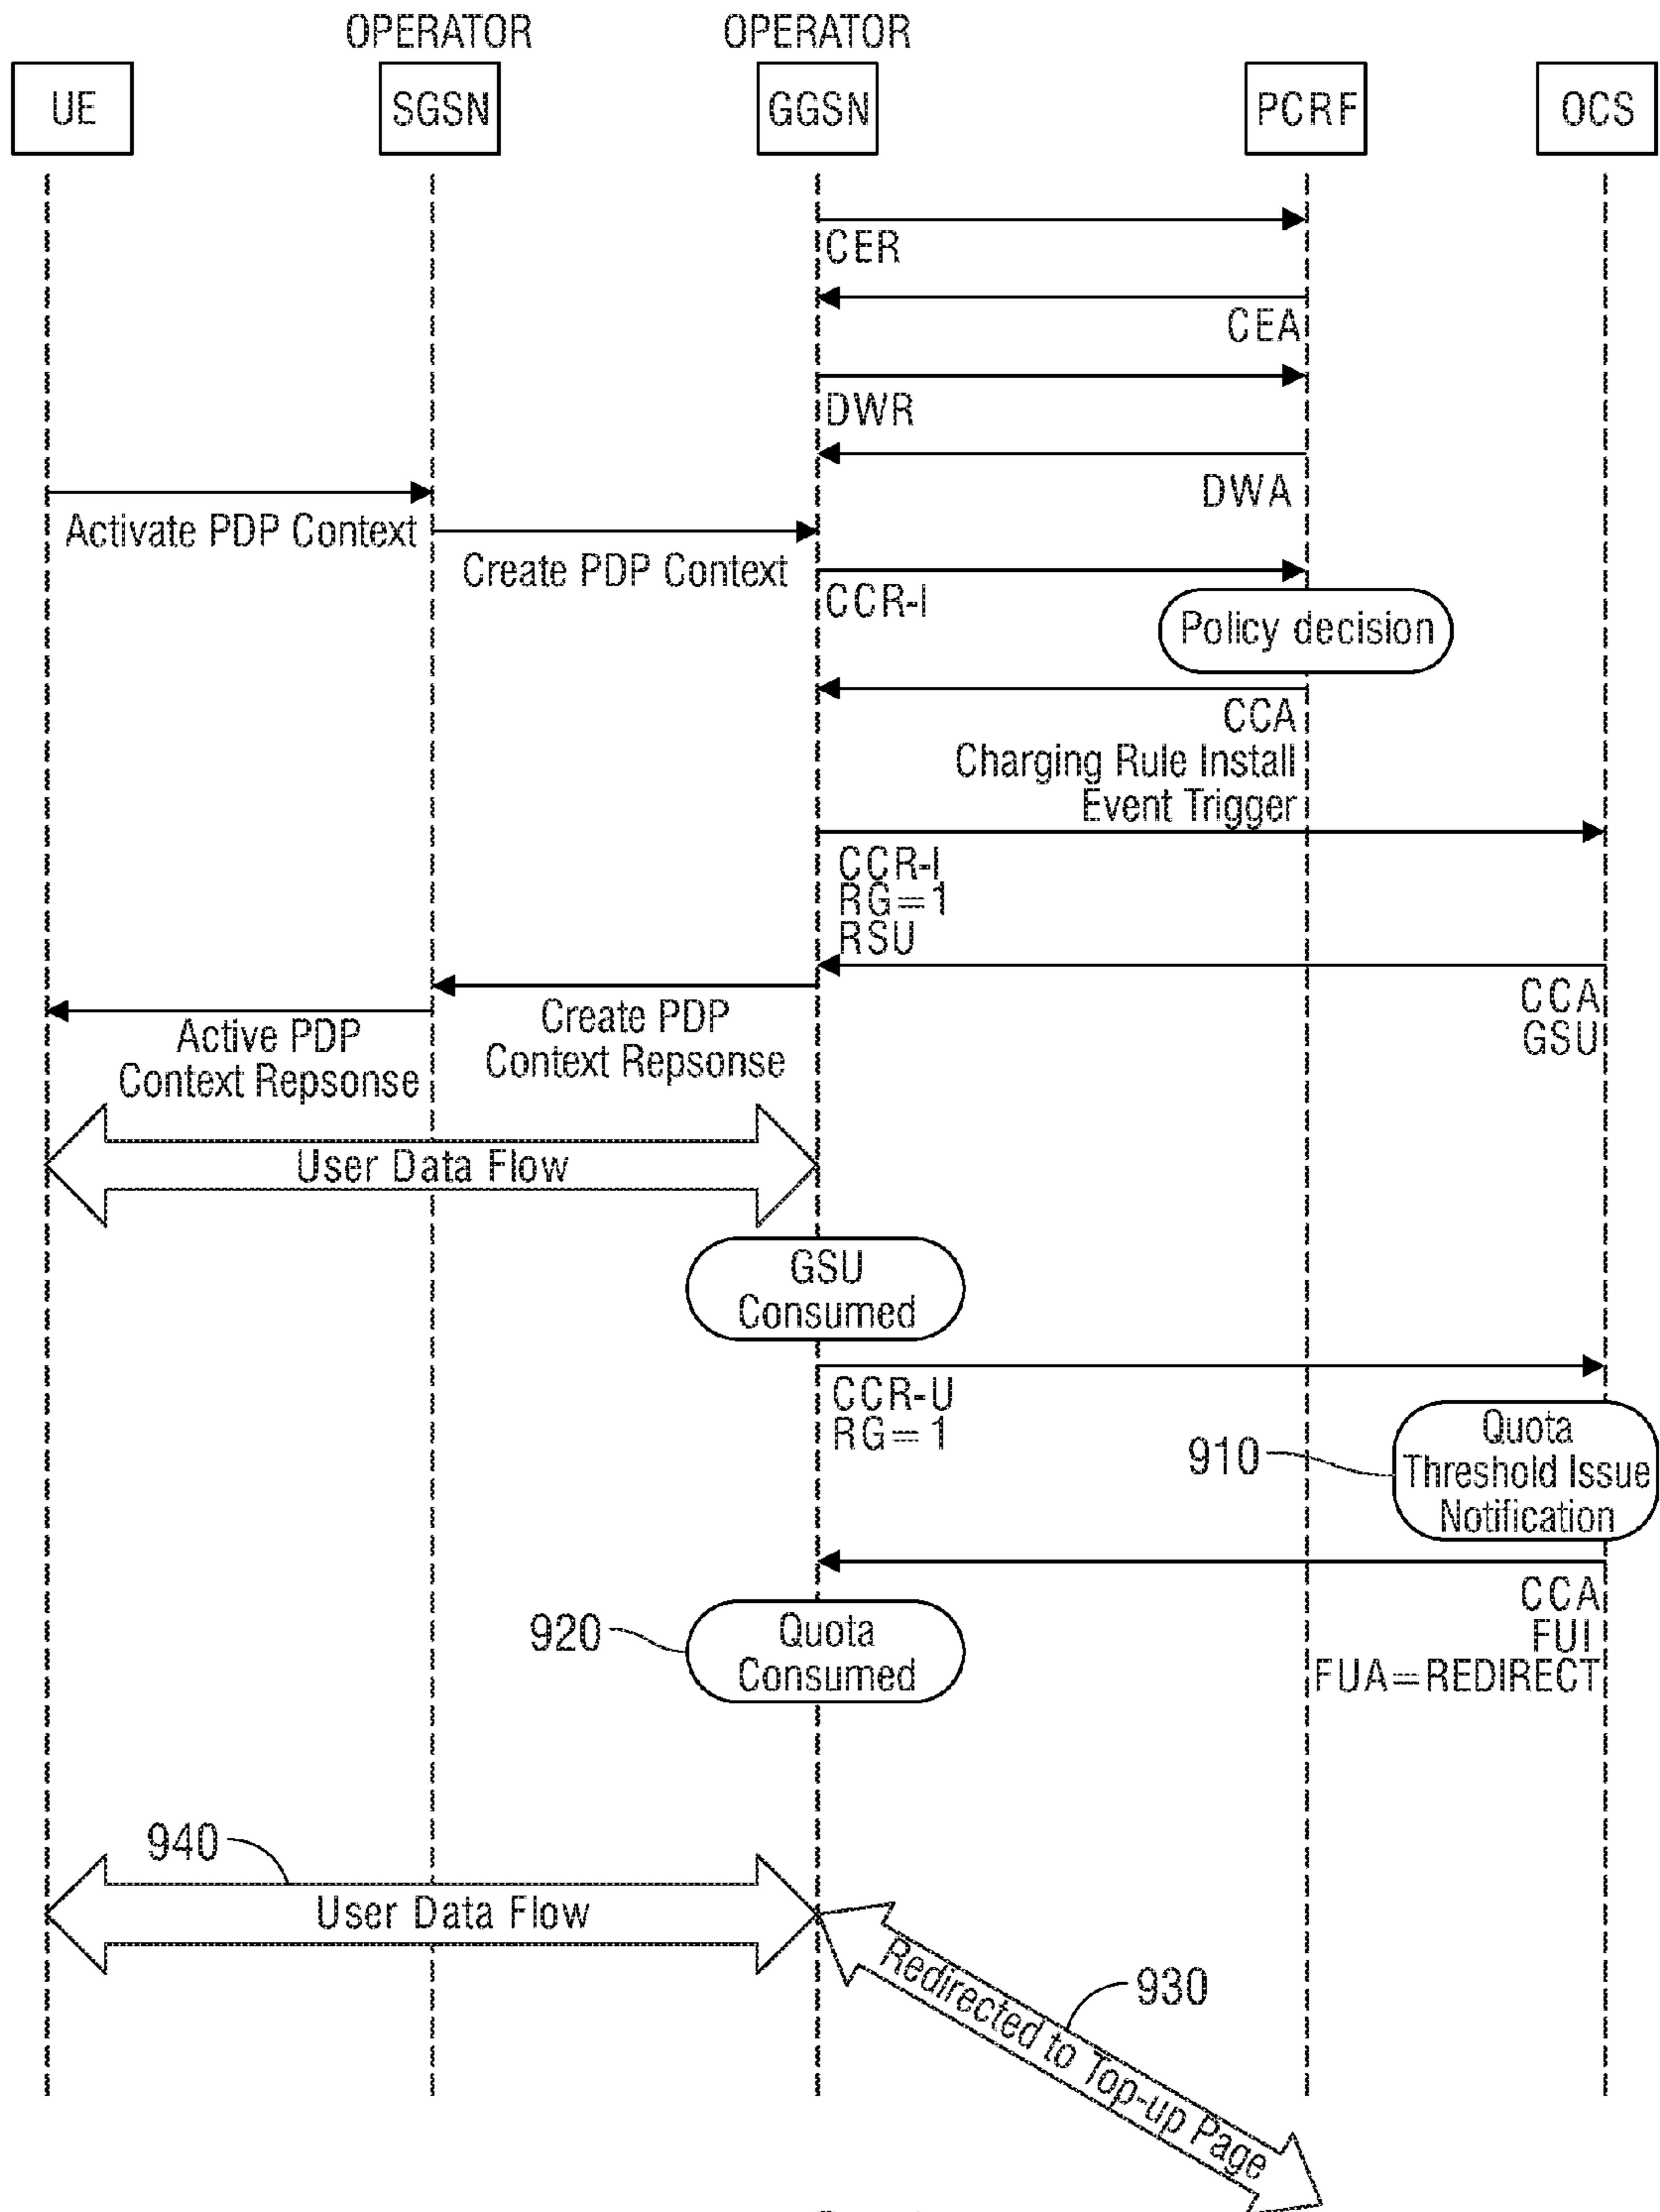 OPERATOR
OPERATOR
UE
SGSN
GGSN
PCRF
OCS
CER
CEA
DWR
DWA
Activate PDP Context
Create PDP Context
CCR-I
Policy decision
CCA
Charging Rule Install
Event Trigger
CCR-I
RG=1
RSU
CCA
GSU
Create PDP
Context Repsonse
Active PDP
Context Repsonse
User Data Flow
GSU
Consumed
CCR-U
RG=1
910
Quota
Threshold Issue
Notification
CCA
FUI
FUA=REDIRECT
920
Quota
Consumed
940
User Data Flow
930
Redirected to Top-up Page